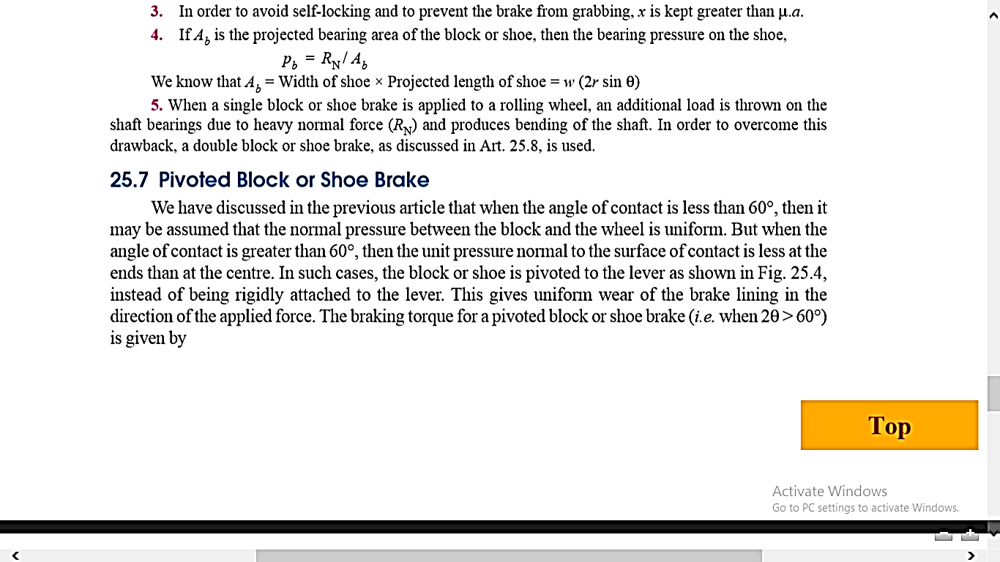 3. In order to avoid self-locking and to prevent the brake from grabbing, x is kept greater than μ.a.
4. If A_b is the projected bearing area of the block or shoe, then the bearing pressure on the shoe,
p_b = R_N / A_b
We know that A_b = Width of shoe × Projected length of shoe = w (2r sin θ)
5. When a single block or shoe brake is applied to a rolling wheel, an additional load is thrown on the
shaft bearings due to heavy normal force (R_N) and produces bending of the shaft. In order to overcome this
drawback, a double block or shoe brake, as discussed in Art. 25.8, is used.
25.7 Pivoted Block or Shoe Brake
We have discussed in the previous article that when the angle of contact is less than 60°, then it
may be assumed that the normal pressure between the block and the wheel is uniform. But when the
angle of contact is greater than 60°, then the unit pressure normal to the surface of contact is less at the
ends than at the centre. In such cases, the block or shoe is pivoted to the lever as shown in Fig. 25.4,
instead of being rigidly attached to the lever. This gives uniform wear of the brake lining in the
direction of the applied force. The braking torque for a pivoted block or shoe brake (i.e. when 2θ > 60°)
is given by
Top
Activate Windows
Go to PC settings to activate Windows.